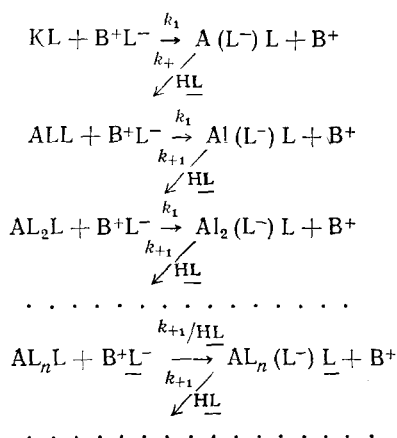 k₁
KL + B⁺L⁻ → A (L⁻) L + B⁺
k₊
HL
k₁
ALL + B⁺L⁻ → Al (L⁻) L + B⁺
k₊₁
HL
k₁
AL₂L + B⁺L⁻ → Al₂ (L⁻) L + B⁺
k₊₁
HL
. . . . . . . . . . . . . . . .
k₊₁/HL
ALₙL + B⁺L⁻ → ALₙ (L⁻) L + B⁺
k₊₁
HL
. . . . . . . . . . . . . . . . .